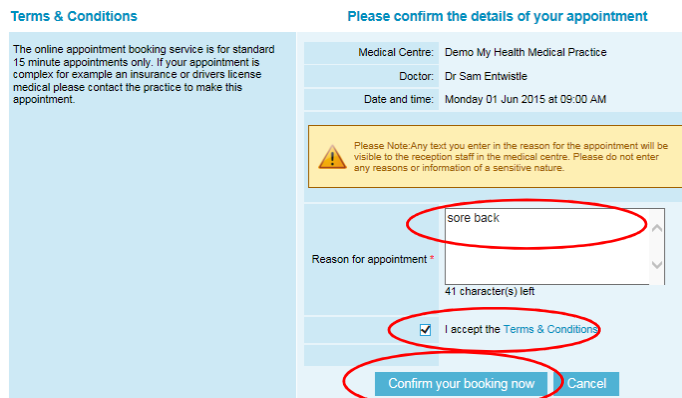 Terms & Conditions
The online appointment booking service is for standard
15 minute appointments only. If your appointment is
complex for example an insurance or drivers license
medical please contact the practice to make this
appointment.
Please confirm the details of your appointment
Medical Centre: Demo My Health Medical Practice
Doctor: Dr Sam Entwistle
Date and time: Monday 01 Jun 2015 at 09:00 AM
Please Note:Any text you enter in the reason for the appointment will be
visible to the reception staff in the medical centre. Please do not enter
any reasons or information of a sensitive nature.
Reason for appointment *
sore back
41 character(s) left
I accept the Terms & Conditions
Confirm your booking now
Cancel